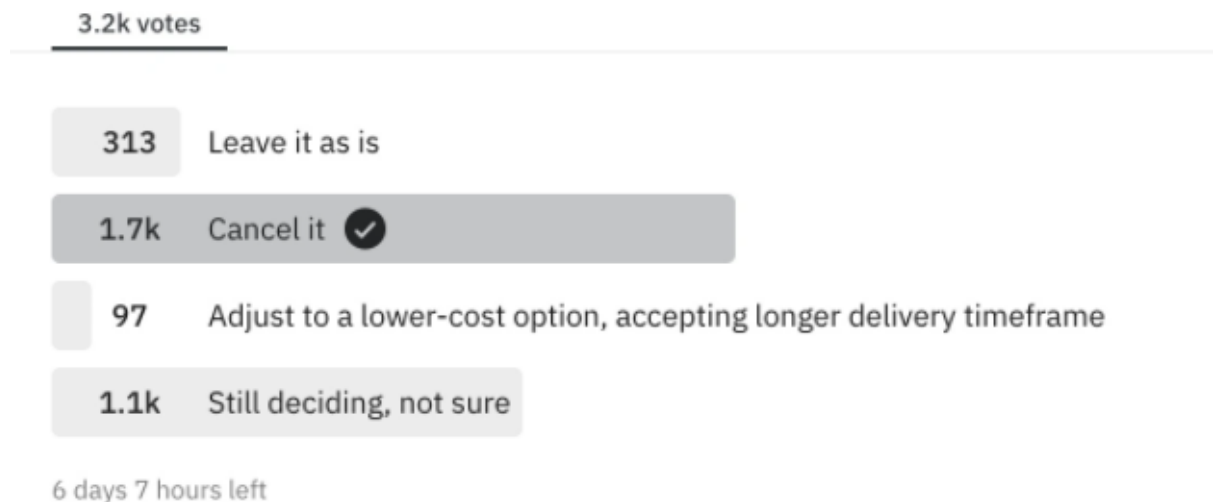 3.2k votes
313 Leave it as is
1.7k Cancel it
97 Adjust to a lower-cost option, accepting longer delivery timeframe
1.1k Still deciding, not sure
6 days 7 hours left